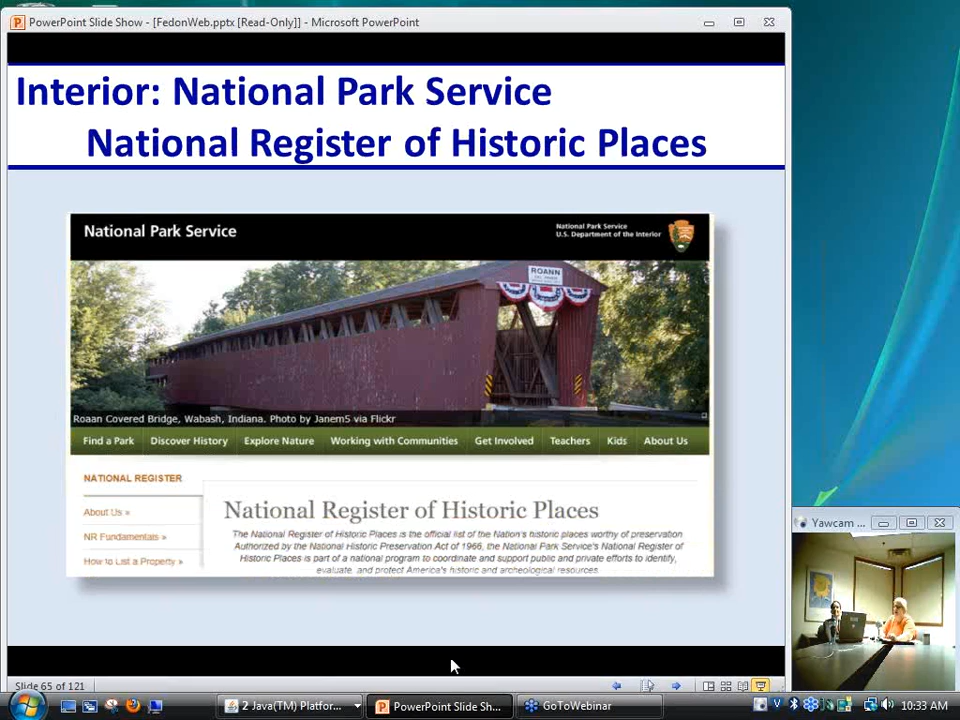 PowerPoint Slide Show - [FedonWeb.pptx [Read-Only]] - Microsoft PowerPoint
Interior: National Park Service
National Register of Historic Places
National Park Service
National Park Service
U.S. Department of the Interior
ROANN
Roaan Covered Bridge, Wabash, Indiana. Photo by Janem5 via Flickr
Find a Park Discover History Explore Nature Working with Communities Get Involved Teachers Kids About Us
NATIONAL REGISTER
About Us »
NR Fundamentals »
How to List a Property »
National Register of Historic Places
The National Register of Historic Places is the official list of the Nation's historic places worthy of preservation
Authorized by the National Historic Preservation Act of 1966, the National Park Service's National Register of
Historic Places is part of a national program to coordinate and support public and private efforts to identify,
evaluate, and protect America's historic and archeological resources.
Yawcam ...
Slide 65 of 121
2 Java(TM) Platfor...
PowerPoint Slide Sh...
GoToWebinar
10:33 AM